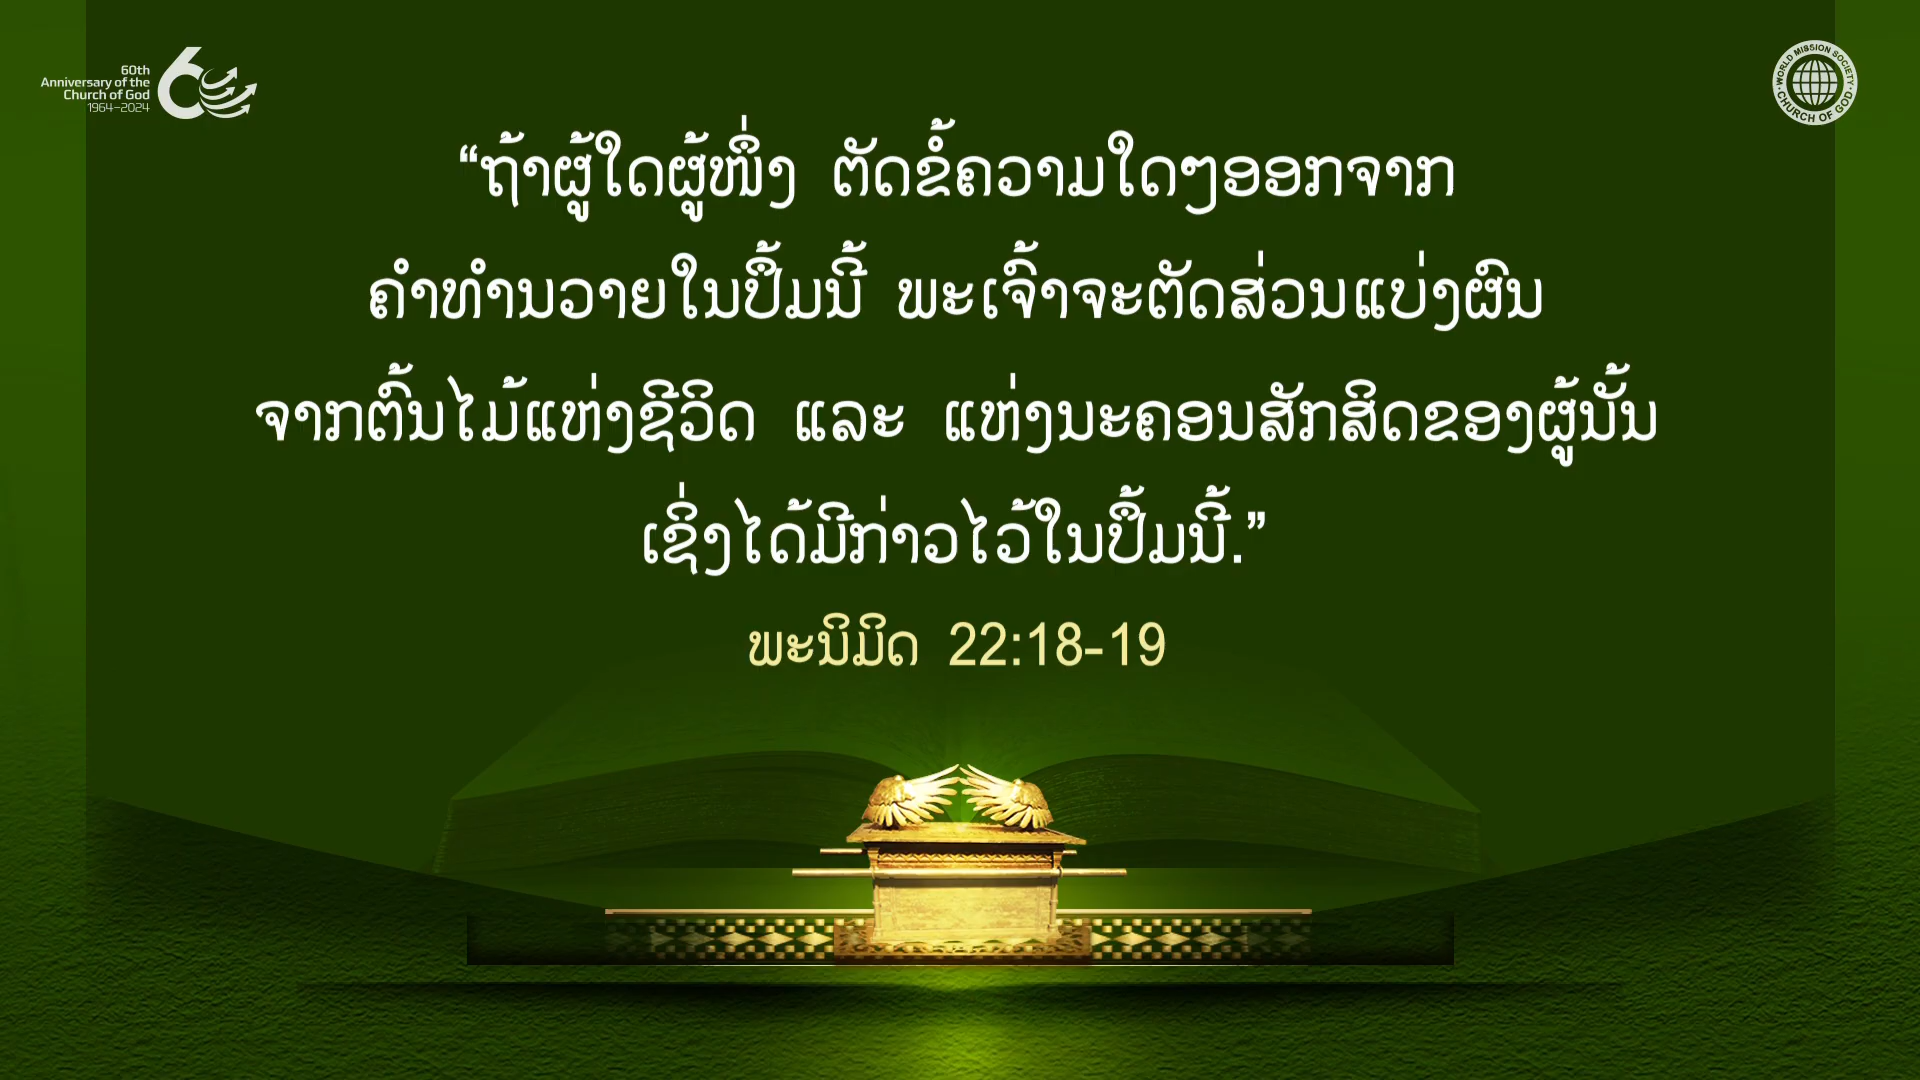 60th
Anniversary of the
Church of God
1964–2024
WORLD MISSION SOCIETY
CHURCH OF GOD
“ຖ້າຜູ້ໃດຜູ້ໜຶ່ງ ຕັດຂໍ້ຄວາມໃດໆອອກຈາກ
ຄຳທຳນວາຍໃນປຶ້ມນີ້ ພະເຈົ້າຈະຕັດສ່ວນແບ່ງຜົນ
ຈາກຕົ້ນໄມ້ແຫ່ງຊີວິດ ແລະ ແຫ່ງນະຄອນສັກສິດຂອງຜູ້ນັ້ນ
ເຊິ່ງໄດ້ມີກ່າວໄວ້ໃນປຶ້ມນີ້.”
ພະນິມິດ 22:18-19